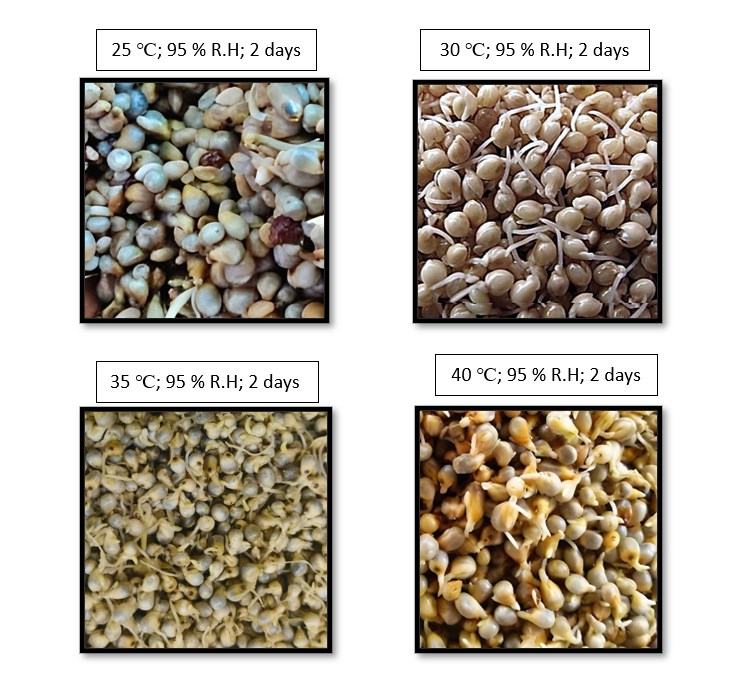 25 ℃; 95 % R.H; 2 days
30 ℃; 95 % R.H; 2 days
35 ℃; 95 % R.H; 2 days
40 ℃; 95 % R.H; 2 days